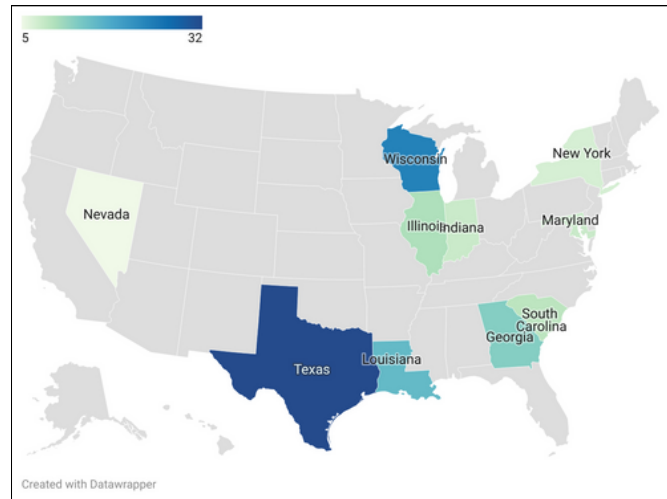 5 32
Wisconsin
New York
Nevada
Illinois
Indiana
Maryland
South
Carolina
Georgia
Louisiana
Texas
Created with Datawrapper